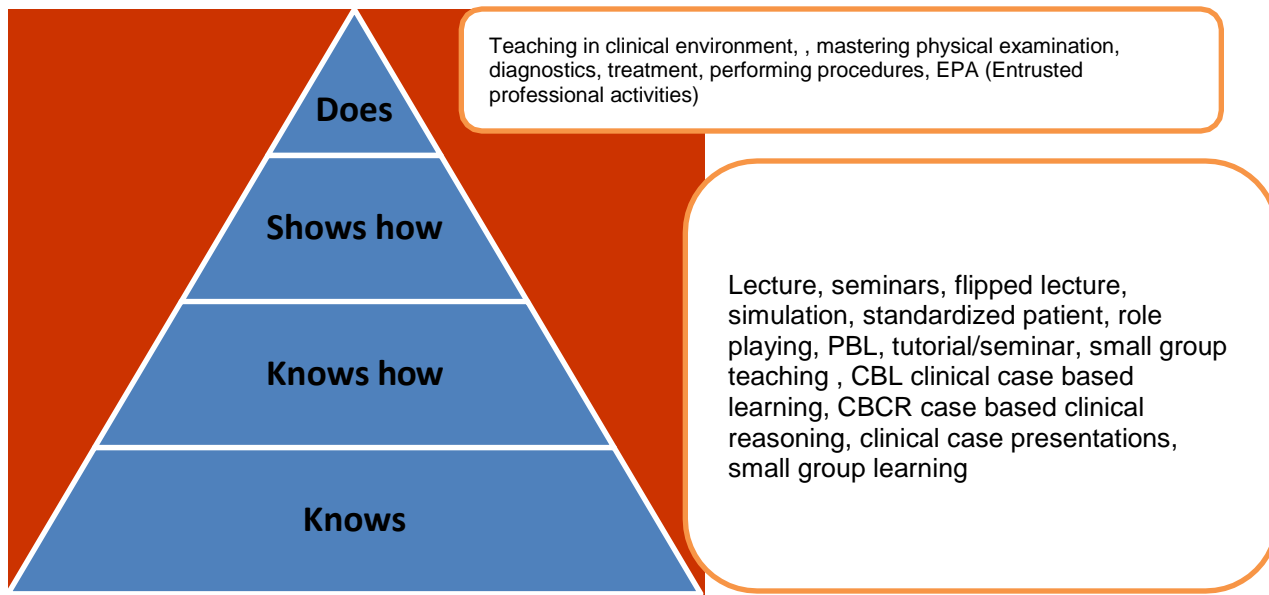 Teaching in clinical environment, , mastering physical examination,
diagnostics, treatment, performing procedures, EPA (Entrusted
professional activities)
Does
Shows how
Knows how
Knows
Lecture, seminars, flipped lecture,
simulation, standardized patient, role
playing, PBL, tutorial/seminar, small group
teaching , CBL clinical case based
learning, CBCR case based clinical
reasoning, clinical case presentations,
small group learning